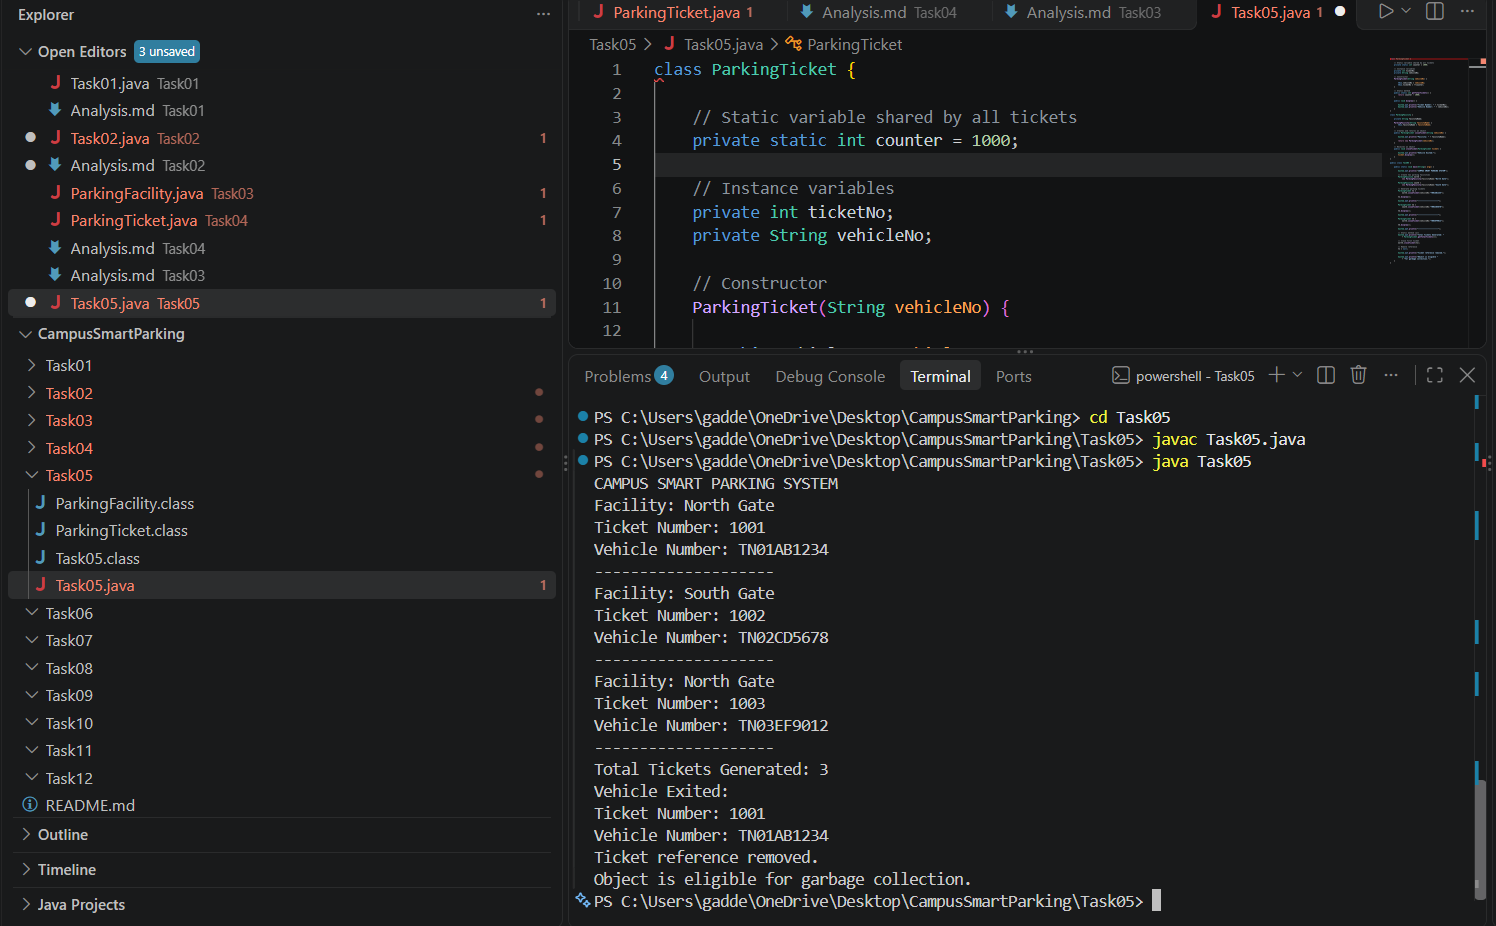 Explorer
Open Editors 3 unsaved
Task01.java Task01
Analysis.md Task01
Task02.java Task02 1
Analysis.md Task02
ParkingFacility.java Task03 1
ParkingTicket.java Task04 1
Analysis.md Task04
Analysis.md Task03
Task05.java Task05 1
CampusSmartParking
Task01
Task02
Task03
Task04
Task05
ParkingFacility.class
ParkingTicket.class
Task05.class
Task05.java 1
Task06
Task07
Task08
Task09
Task10
Task11
Task12
README.md
Outline
Timeline
Java Projects
ParkingTicket.java 1 Analysis.md Task04 Analysis.md Task03 Task05.java 1
Task05 > Task05.java > ParkingTicket
1 class ParkingTicket {
2
3 // Static variable shared by all tickets
4 private static int counter = 1000;
5
6 // Instance variables
7 private int ticketNo;
8 private String vehicleNo;
9
10 // Constructor
11 ParkingTicket(String vehicleNo) {
12
Problems 4 Output Debug Console Terminal Ports powershell - Task05
PS C:\Users\gadde\OneDrive\Desktop\CampusSmartParking> cd Task05
PS C:\Users\gadde\OneDrive\Desktop\CampusSmartParking\Task05> javac Task05.java
PS C:\Users\gadde\OneDrive\Desktop\CampusSmartParking\Task05> java Task05
CAMPUS SMART PARKING SYSTEM
Facility: North Gate
Ticket Number: 1001
Vehicle Number: TN01AB1234
---------------------
Facility: South Gate
Ticket Number: 1002
Vehicle Number: TN02CD5678
---------------------
Facility: North Gate
Ticket Number: 1003
Vehicle Number: TN03EF9012
---------------------
Total Tickets Generated: 3
Vehicle Exited:
Ticket Number: 1001
Vehicle Number: TN01AB1234
Ticket reference removed.
Object is eligible for garbage collection.
PS C:\Users\gadde\OneDrive\Desktop\CampusSmartParking\Task05>